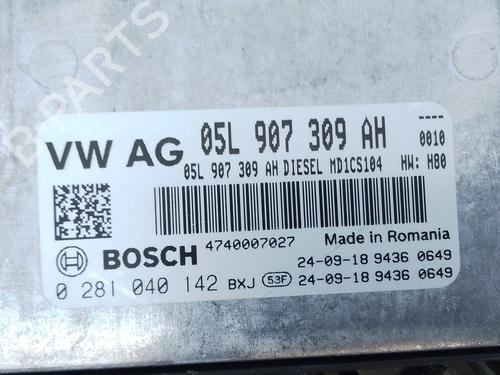 B-PARTS
VW AG 05L 907 309 AH
----
0010
05L 907 309 AH DIESEL MD1CS104 HW: H80
BOSCH 4740007027 Made in Romania
24-09-18 9436 0649
0 281 040 142 BXJ 53F 24-09-18 9436 0649